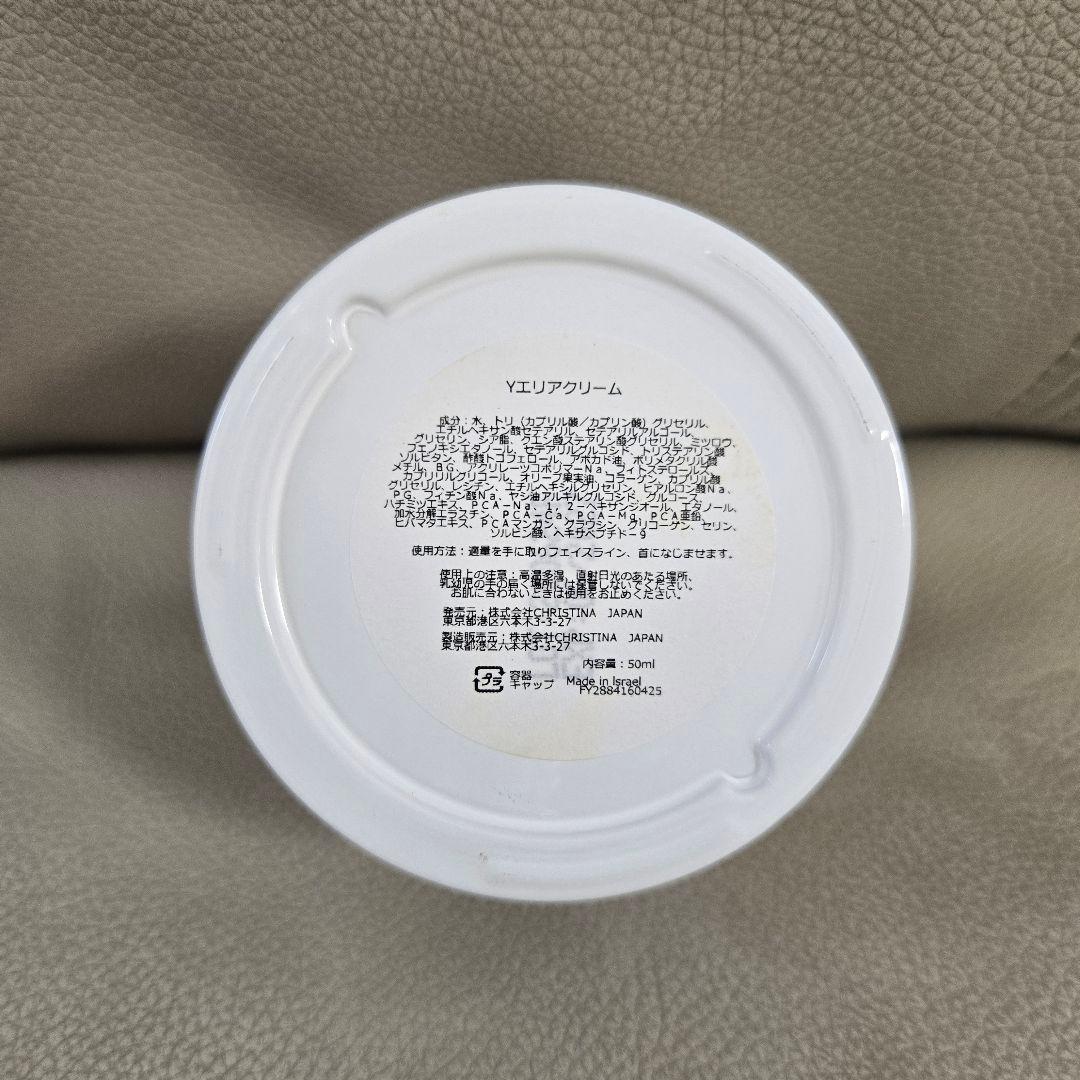 Yエリアクリーム
成分:水、トリ(カプリル酸/カプリン酸)グリセリル、
エチルヘキサン酸セテアリル、セテアリルアルコール、
グリセリン、シア脂、クエン酸ステアリン酸グリセリル、ミツロウ、
フェノキシエタノール、セテアリルグルコシド、トリステアリン酸
ソルビタン、酢酸トコフェロール、アボカド油、ポリメタクリル酸
メチル、BG、アクリレーツコポリマーNa、フィトステロールズ、
カプリリルグリコール、オリーブ果実油、コラーゲン、カプリル酸
グリセリル、レシチン、エチルヘキシルグリセリン、ヒアルロン酸Na、
PG、フィチン酸Na、ヤシ油アルキルグルコシド、グルコース、
ハチミツエキス、PCA-Na、1,2-ヘキサンジオール、エタノール、
加水分解エラスチン、PCA-Ca、PCA-Mg、PCA亜鉛、
ヒバマタエキス、PCAマンガン、グラウシン、グリコーゲン、セリン、
ソルビン酸、ヘキサペプチド-9
使用方法:適量を手に取りフェイスライン、首になじませます。
使用上の注意:高温多湿、直射日光のあたる場所、
乳幼児の手の届く場所には保管しないでください。
お肌に合わないときは使用をお止めください。
発売元:株式会社CHRISTINA JAPAN
東京都港区六本木3-3-27
製造販売元:株式会社CHRISTINA JAPAN
東京都港区六本木3-3-27
内容量:50ml
プラ 容器
キャップ Made in Israel
FY2884160425